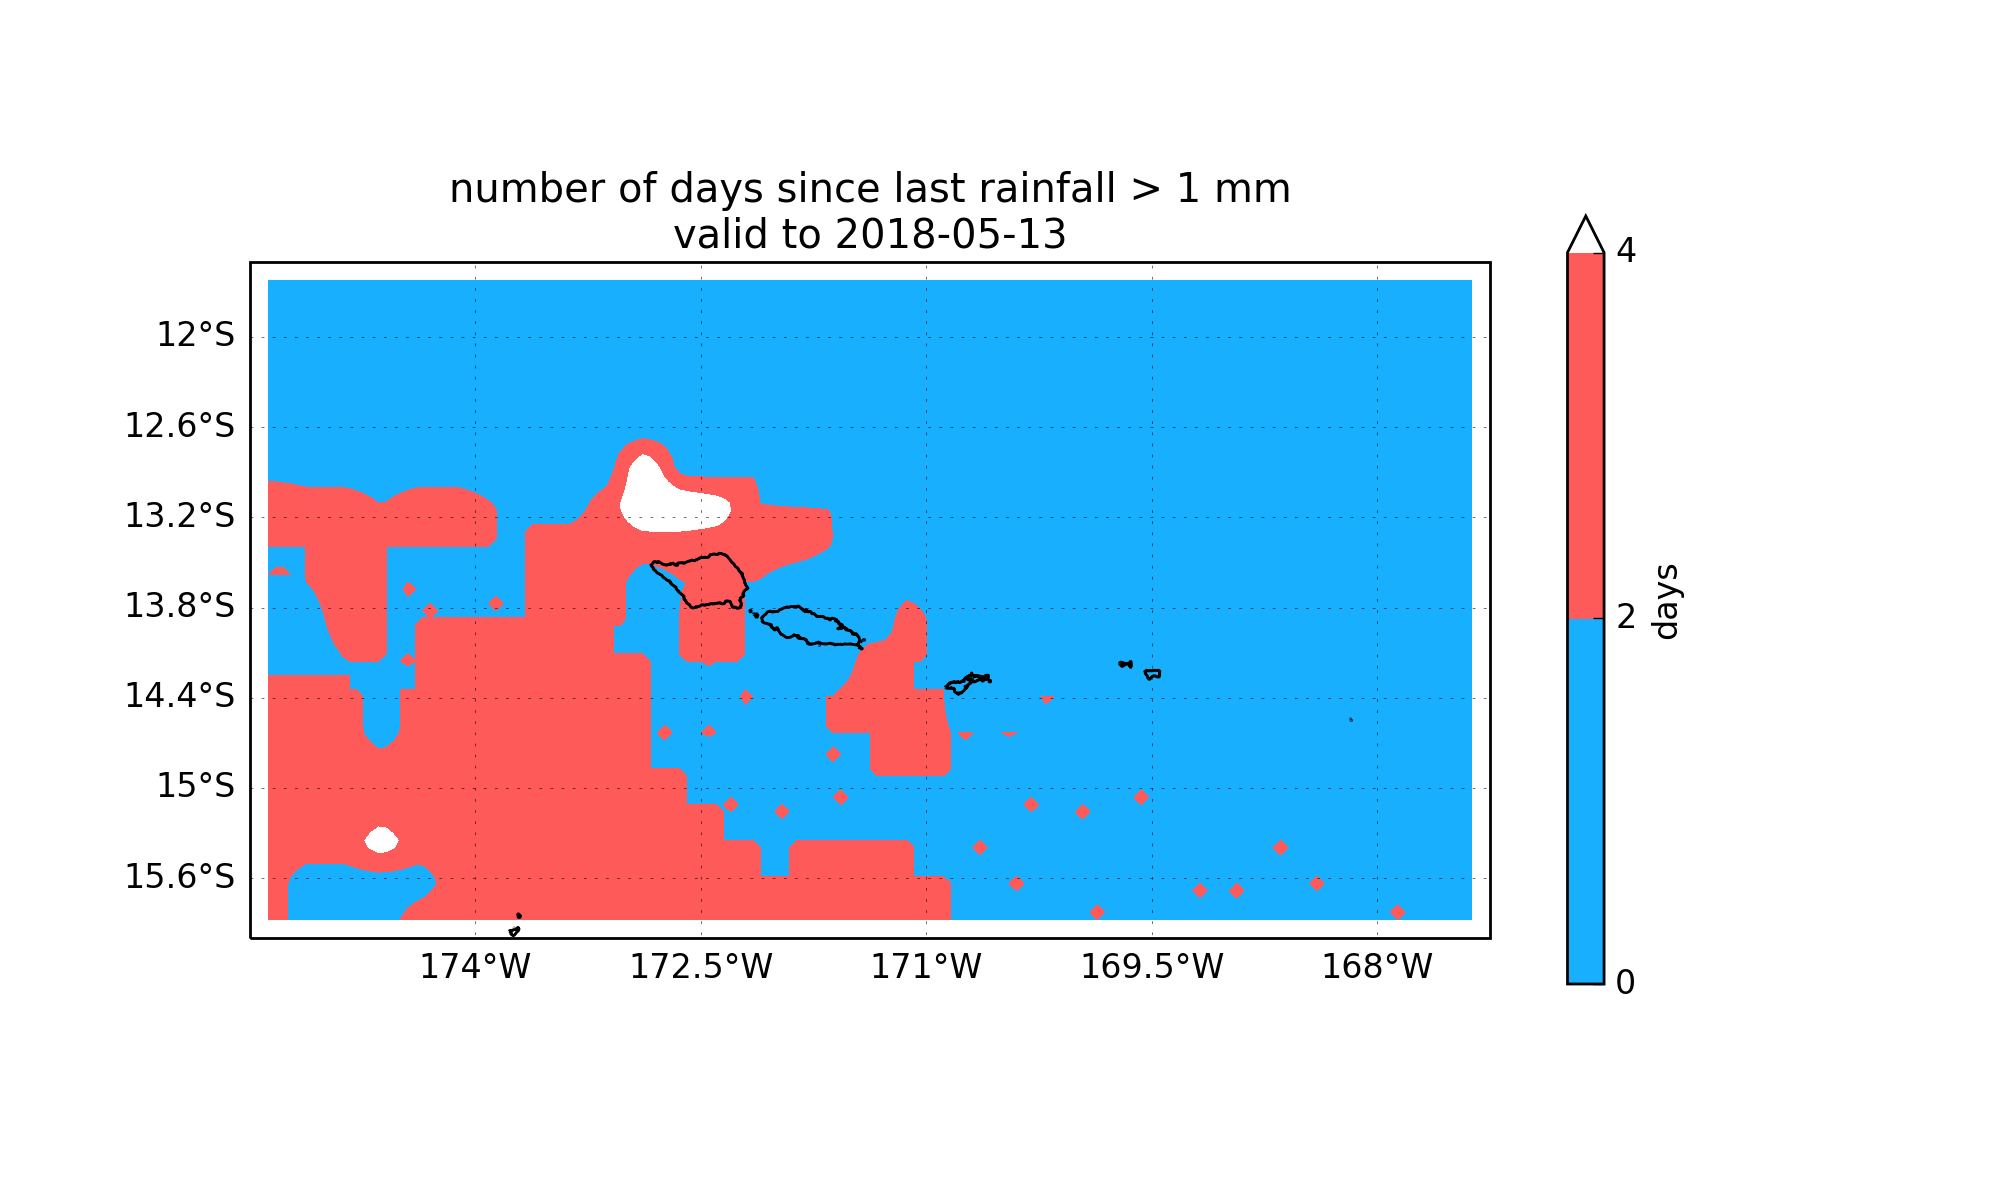 number of days since last rainfall > 1 mm
valid to 2018-05-13
12°S
12.6°S
13.2°S
13.8°S
14.4°S
15°S
15.6°S
174°W
172.5°W
171°W
169.5°W
168°W
4
2
0
days